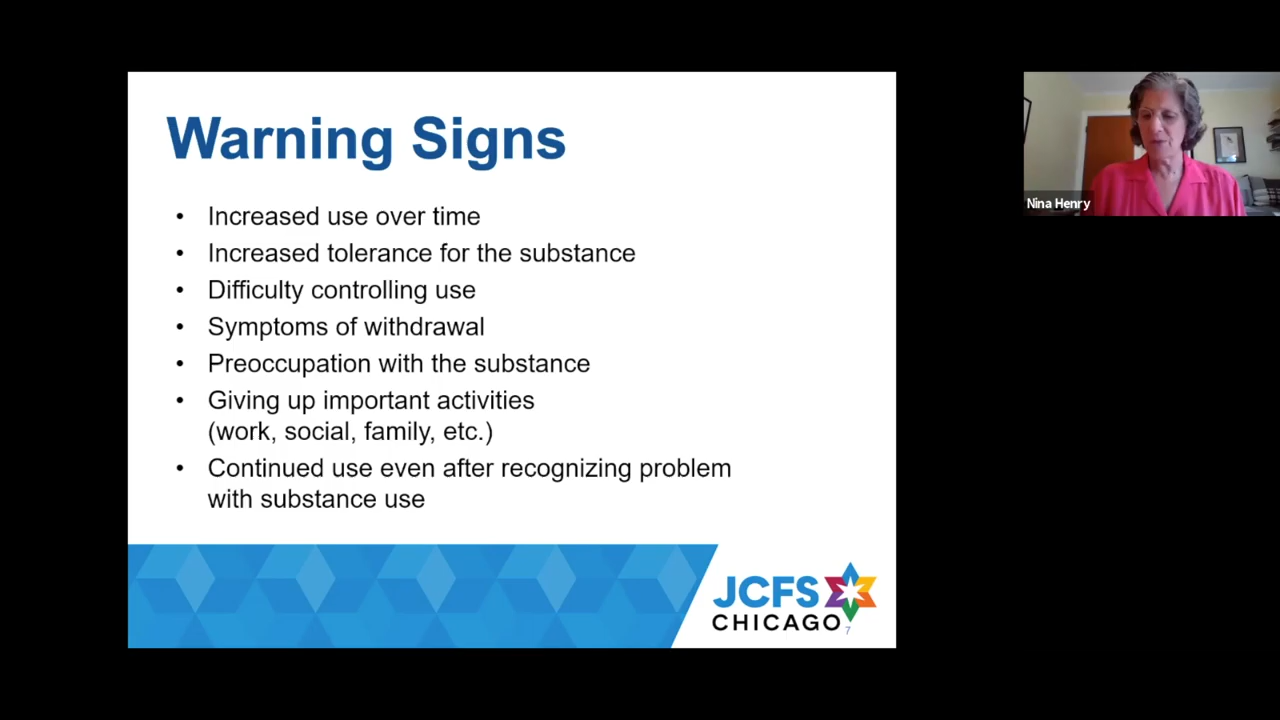 Warning Signs
• Increased use over time
• Increased tolerance for the substance
• Difficulty controlling use
• Symptoms of withdrawal
• Preoccupation with the substance
• Giving up important activities
(work, social, family, etc.)
• Continued use even after recognizing problem
with substance use
JCFS
CHICAGO
7
Nina Henry